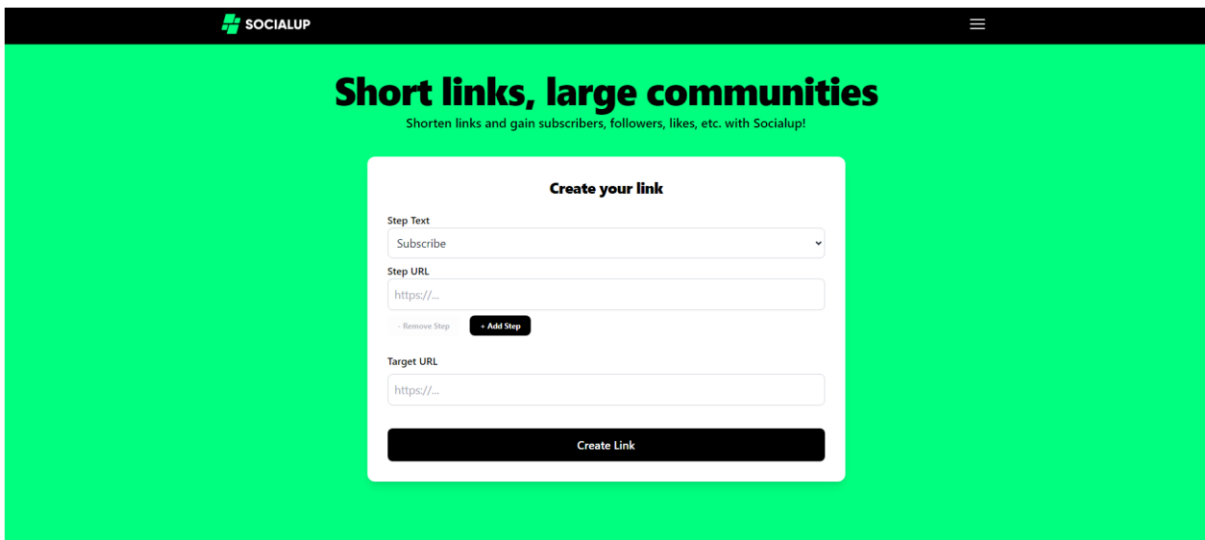 SOCIALUP
Short links, large communities
Shorten links and gain subscribers, followers, likes, etc. with Socialup!
Create your link
Step Text
Subscribe
Step URL
https://...
- Remove Step + Add Step
Target URL
https://...
Create Link